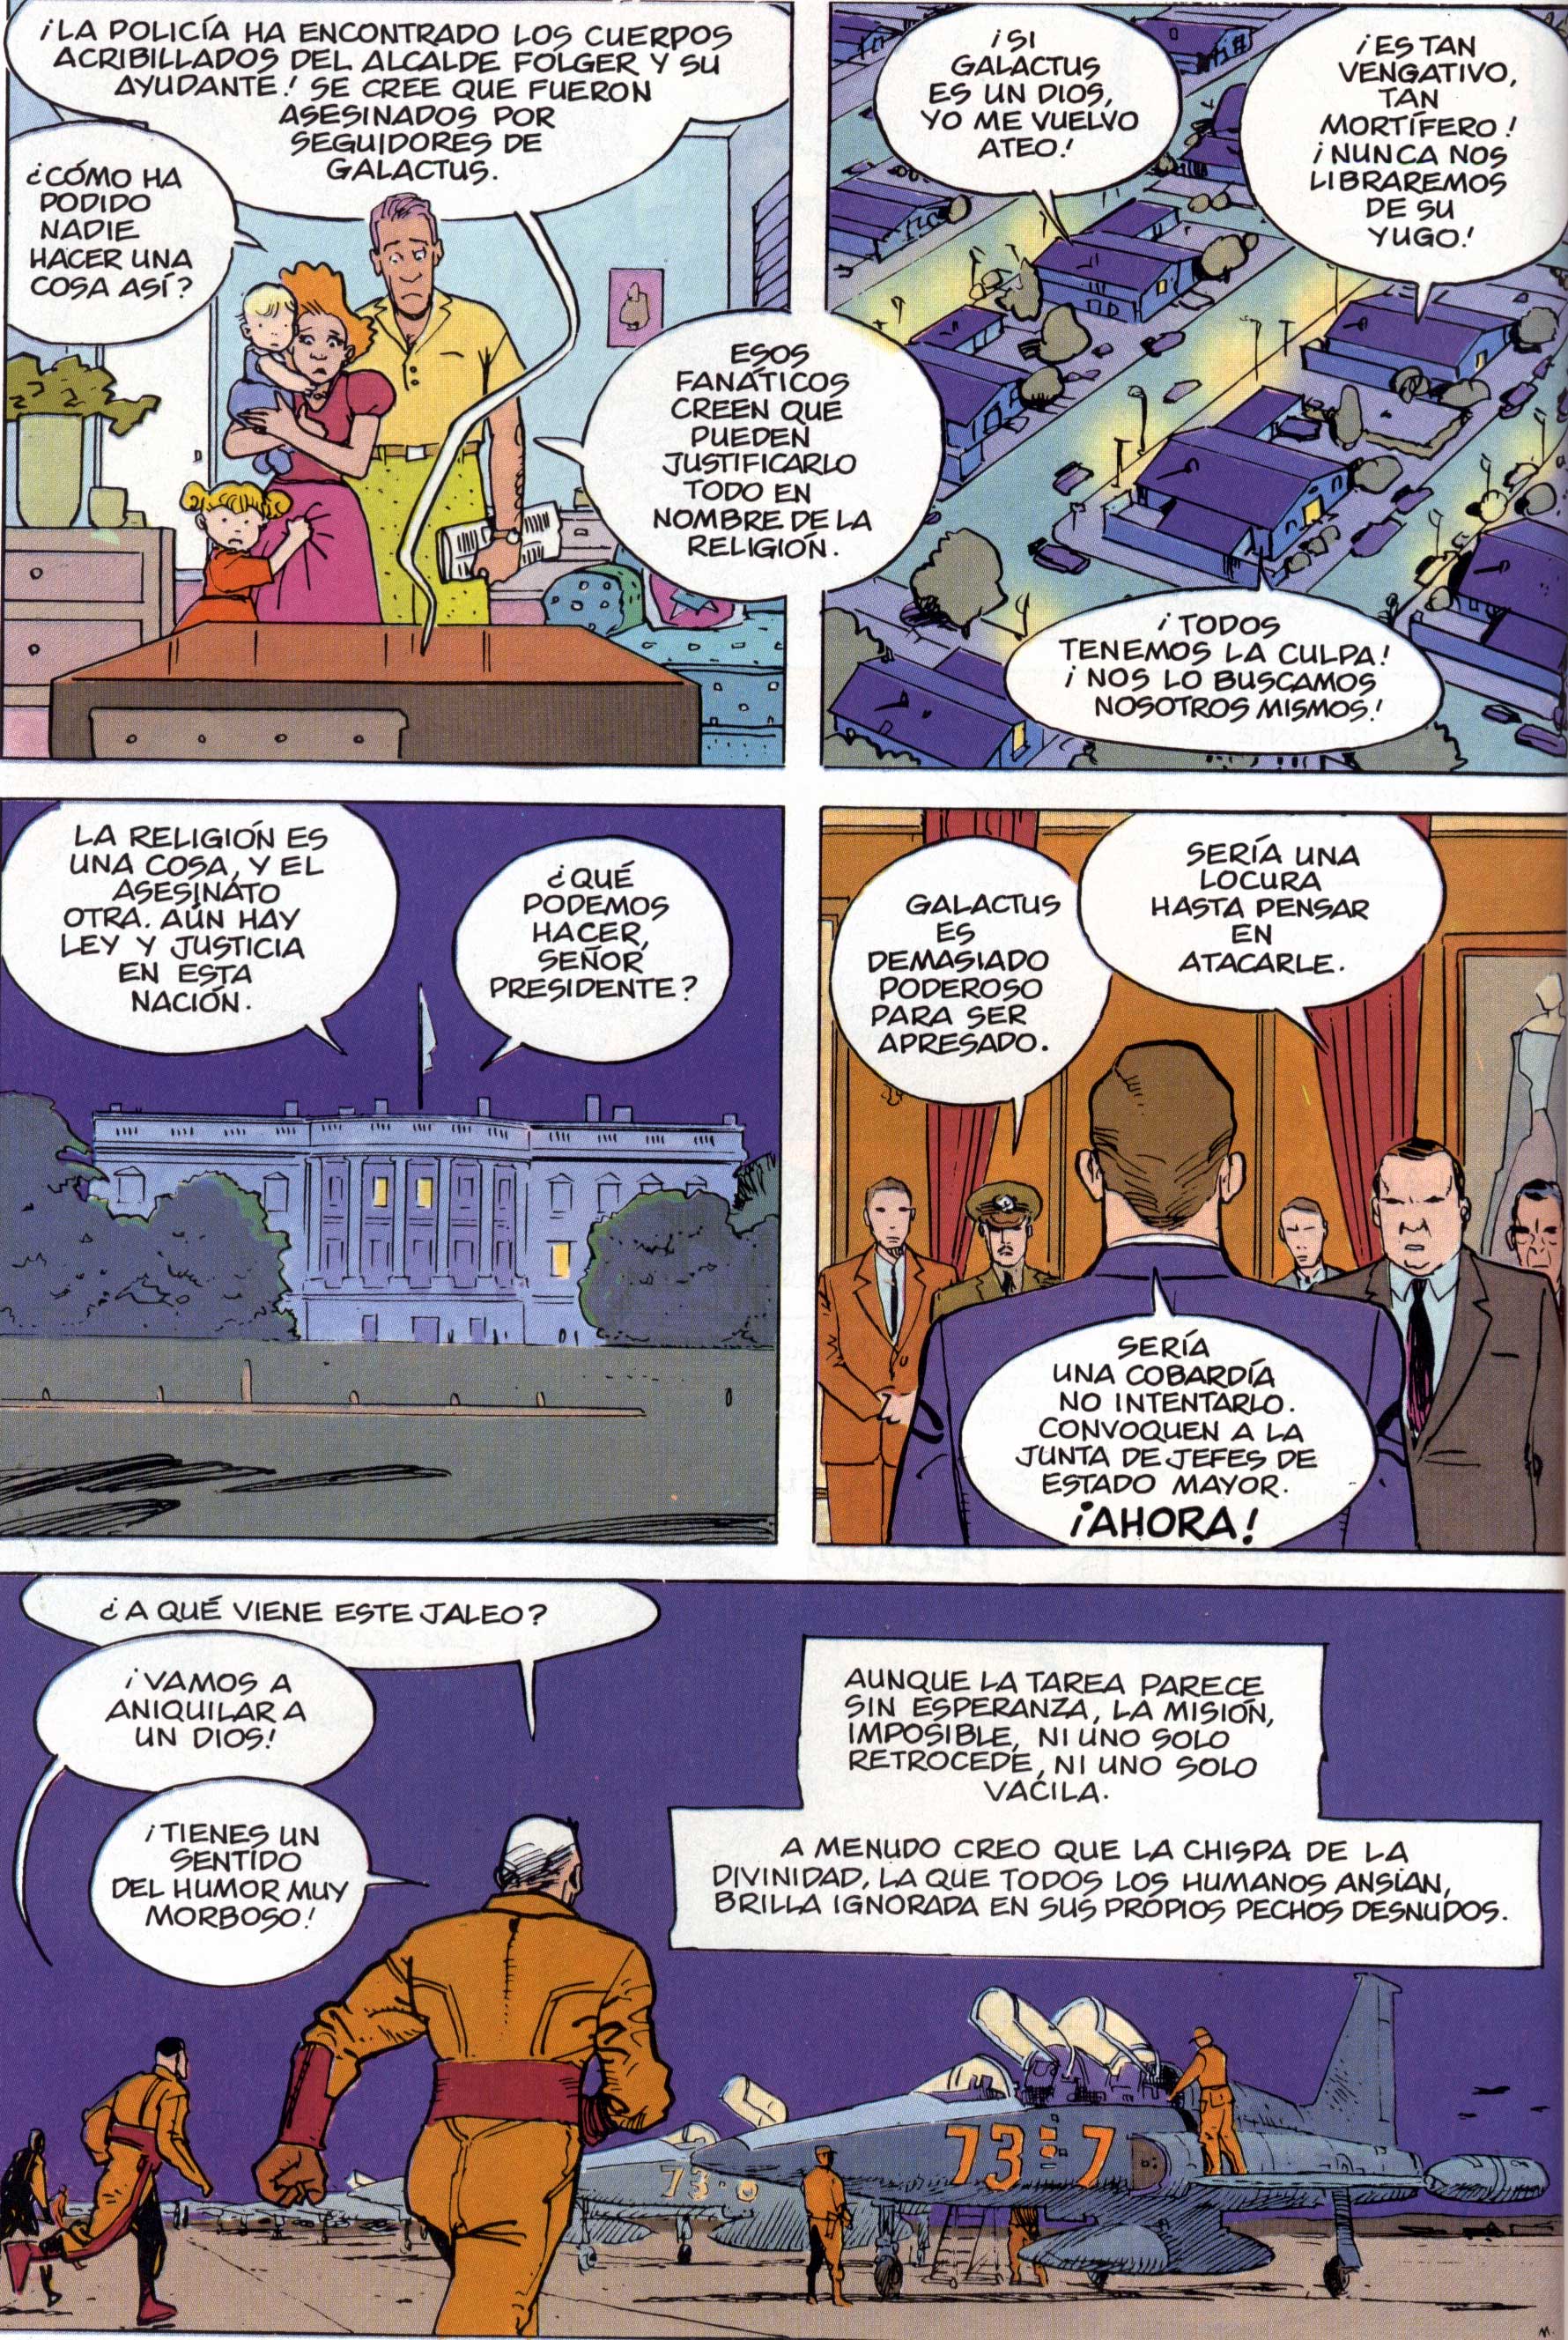 ¡LA POLICÍA HA ENCONTRADO LOS CUERPOS
ACRIBILLADOS DEL ALCALDE FOLGER Y SU
AYUDANTE! SE CREE QUE FUERON
ASESINADOS POR
SEGUIDORES DE
GALACTUS.
¿CÓMO HA
PODIDO
NADIE
HACER UNA
COSA ASÍ?
ESOS
FANÁTICOS
CREEN QUE
PUEDEN
JUSTIFICARLO
TODO EN
NOMBRE DE LA
RELIGIÓN.
¡SI
GALACTUS
ES UN DIOS,
YO ME VUELVO
ATEO!
¡ES TAN
VENGATIVO,
TAN
MORTÍFERO!
¡NUNCA NOS
LIBRAREMOS
DE SU
YUGO!
¡TODOS
TENEMOS LA CULPA!
¡NOS LO BUSCAMOS
NOSOTROS MISMOS!
LA RELIGIÓN ES
UNA COSA, Y EL
ASESINATO
OTRA. AÚN HAY
LEY Y JUSTICIA
EN ESTA
NACIÓN.
¿QUÉ
PODEMOS
HACER,
SEÑOR
PRESIDENTE?
GALACTUS
ES
DEMASIADO
PODEROSO
PARA SER
APRESADO.
SERÍA UNA
LOCURA
HASTA PENSAR
EN
ATACARLE.
SERÍA
UNA COBARDÍA
NO INTENTARLO.
CONVOQUEN A LA
JUNTA DE JEFES DE
ESTADO MAYOR.
¡AHORA!
¿A QUÉ VIENE ESTE JALEO?
¡VAMOS A
ANIQUILAR A
UN DIOS!
¡TIENES UN
SENTIDO
DEL HUMOR MUY
MORBOSO!
AUNQUE LA TAREA PARECE
SIN ESPERANZA, LA MISIÓN,
IMPOSIBLE, NI UNO SOLO
RETROCEDE, NI UNO SOLO
VACILA.
A MENUDO CREO QUE LA CHISPA DE LA
DIVINIDAD, LA QUE TODOS LOS HUMANOS ANSÍAN,
BRILLA IGNORADA EN SUS PROPIOS PECHOS DESNUDOS.
73
73 7
M.